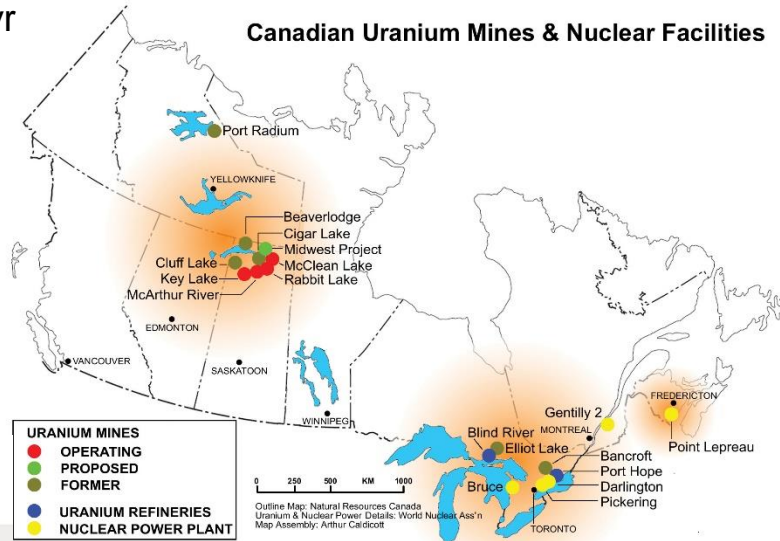 yr
Canadian Uranium Mines & Nuclear Facilities
Port Radium
YELLOWKNIFE
Beaverlodge
Cigar Lake
Midwest Project
Cluff Lake
McClean Lake
Key Lake
Rabbit Lake
McArthur River
EDMONTON
VANCOUVER
SASKATOON
WINNIPEG
FREDERICTON
Gentilly 2
MONTREAL
Point Lepreau
Blind River
Elliot Lake
Bancroft
Port Hope
Bruce
Darlington
Pickering
TORONTO
URANIUM MINES
OPERATING
PROPOSED
FORMER
URANIUM REFINERIES
NUCLEAR POWER PLANT
0 500 KM 1000
Outline Map: Natural Resources Canada
Uranium & Nuclear Power Details: World Nuclear Ass'n
Map Assembly: Arthur Caldicott